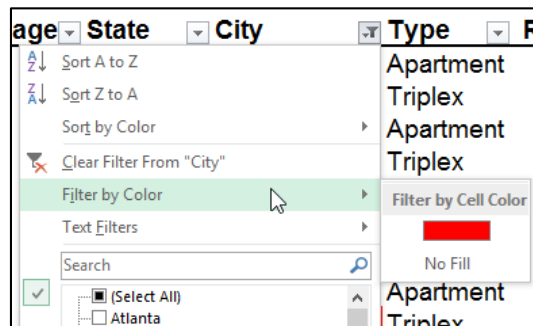 age State City Type R
Sort A to Z
Sort Z to A
Sort by Color
Clear Filter From "City"
Filter by Color
Text Filters
Search
(Select All)
Atlanta
Filter by Cell Color
No Fill
Apartment
Triplex
Apartment
Triplex
Apartment
Triplex